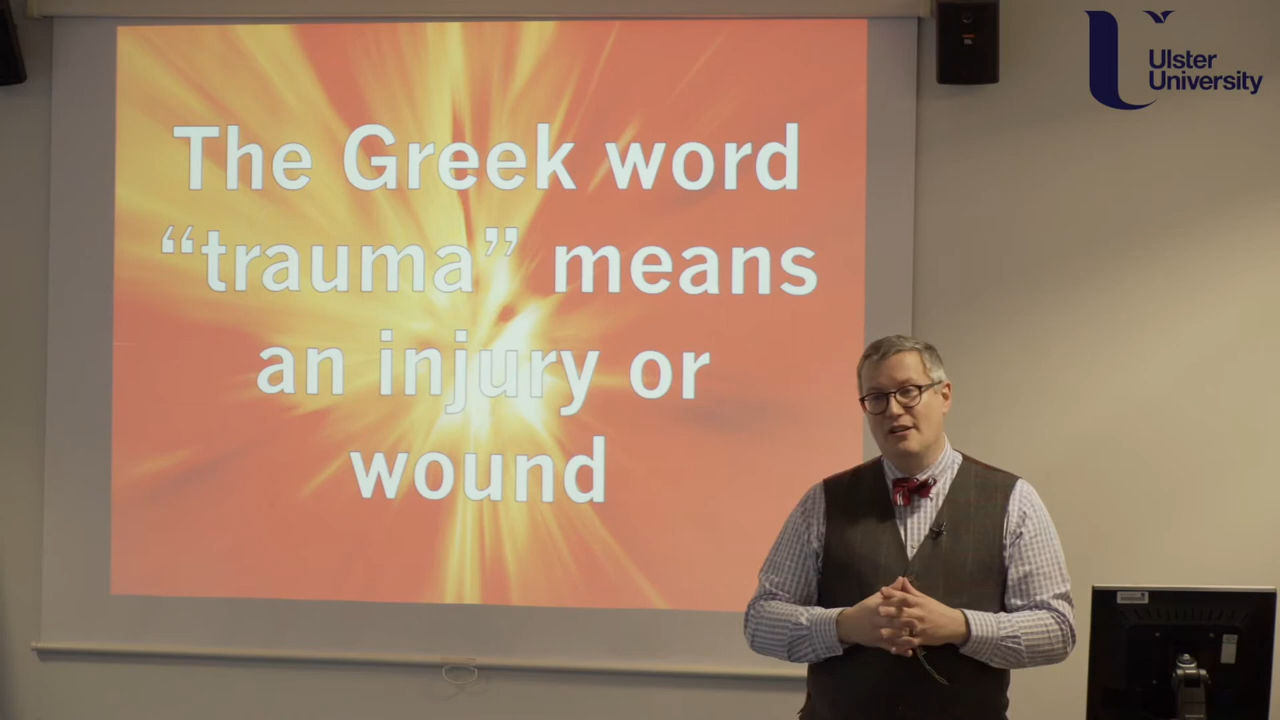 The Greek word
“trauma” means
an injury or
wound
Ulster
University